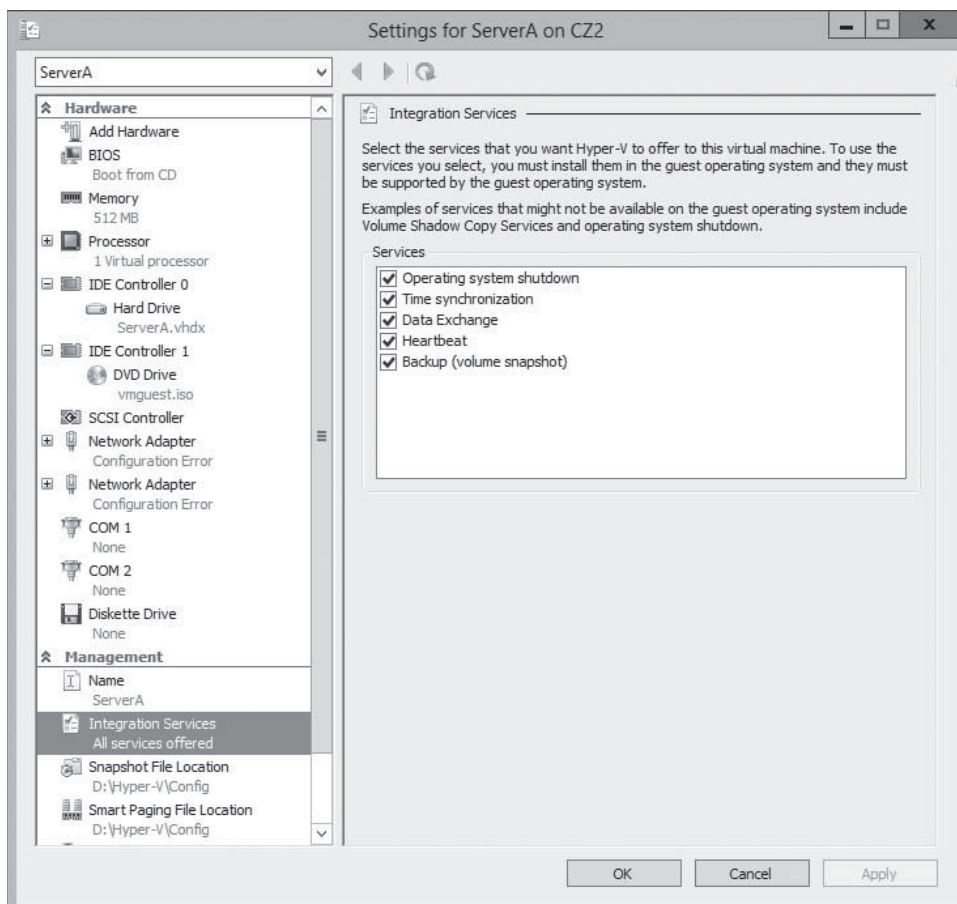 Settings for ServerA on CZ2
ServerA
Hardware
Add Hardware
BIOS
Boot from CD
Memory
512 MB
Processor
1 Virtual processor
IDE Controller 0
Hard Drive
ServerA.vhdx
IDE Controller 1
DVD Drive
vmguest.iso
SCSI Controller
Network Adapter
Configuration Error
Network Adapter
Configuration Error
COM 1
None
COM 2
None
Diskette Drive
None
Management
Name
ServerA
Integration Services
All services offered
Snapshot File Location
D:\Hyper-V\Config
Smart Paging File Location
D:\Hyper-V\Config
Integration Services
Select the services that you want Hyper-V to offer to this virtual machine. To use the
services you select, you must install them in the guest operating system and they must
be supported by the guest operating system.
Examples of services that might not be available on the guest operating system include
Volume Shadow Copy Services and operating system shutdown.
Services
Operating system shutdown
Time synchronization
Data Exchange
Heartbeat
Backup (volume snapshot)
OK
Cancel
Apply